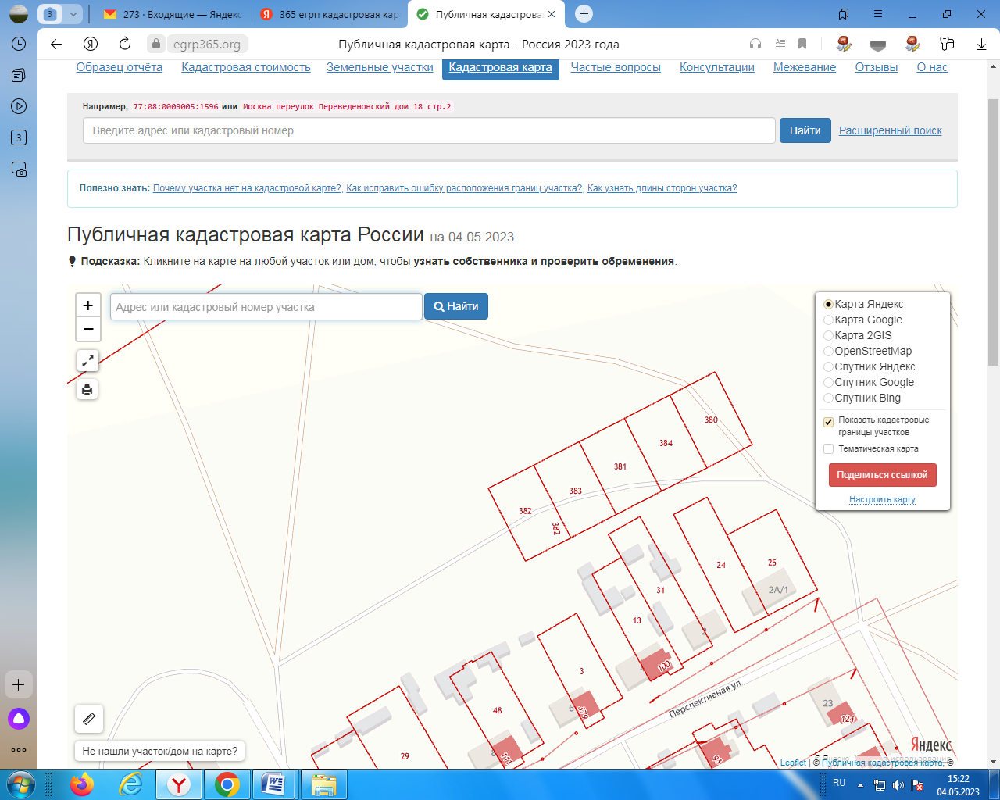 3
273 · Входящие — Яндекс
365 егрп кадастровая кар
Публичная кадастрова
egrp365.org
Публичная кадастровая карта - Россия 2023 года
Образец отчёта Кадастровая стоимость Земельные участки Кадастровая карта Частые вопросы Консультации Межевание Отзывы О нас
Например, 77:08:0009005:1596 или Москва переулок Переведеновский дом 18 стр.2
Введите адрес или кадастровый номер
Найти
Расширенный поиск
3
Полезно знать: Почему участка нет на кадастровой карте?, Как исправить ошибку расположения границ участка?, Как узнать длины сторон участка?
Публичная кадастровая карта России на 04.05.2023
Подсказка: Кликните на карте на любой участок или дом, чтобы узнать собственника и проверить обременения.
+
−
Адрес или кадастровый номер участка
Найти
Карта Яндекс
Карта Google
Карта 2GIS
OpenStreetMap
Спутник Яндекс
Спутник Google
Спутник Bing
Показать кадастровые
границы участков
Тематическая карта
Поделиться ссылкой
Настроить карту
380
384
381
383
382
382
25
24
2А/1
31
13
2
100
3
6
379
48
29
8
111
Перспективная ул.
23
124
93
Яндекс
Не нашли участок/дом на карте?
Leaflet | © Публичная кадастровая карта, ©
RU
15:22
04.05.2023